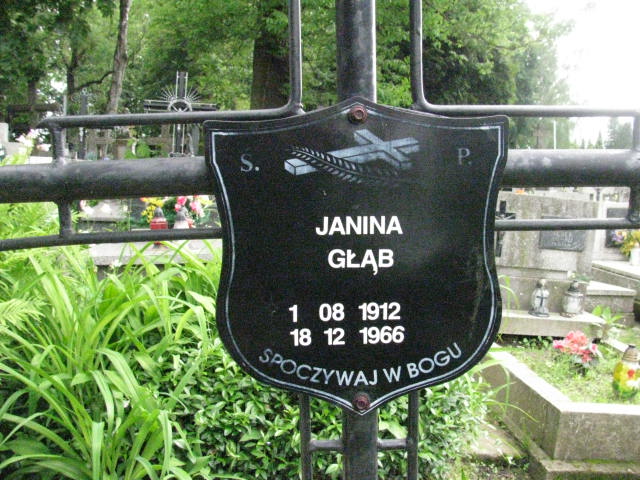 Ś. P.
JANINA
GŁĄB
1 08 1912
18 12 1966
SPOCZYWAJ W BOGU